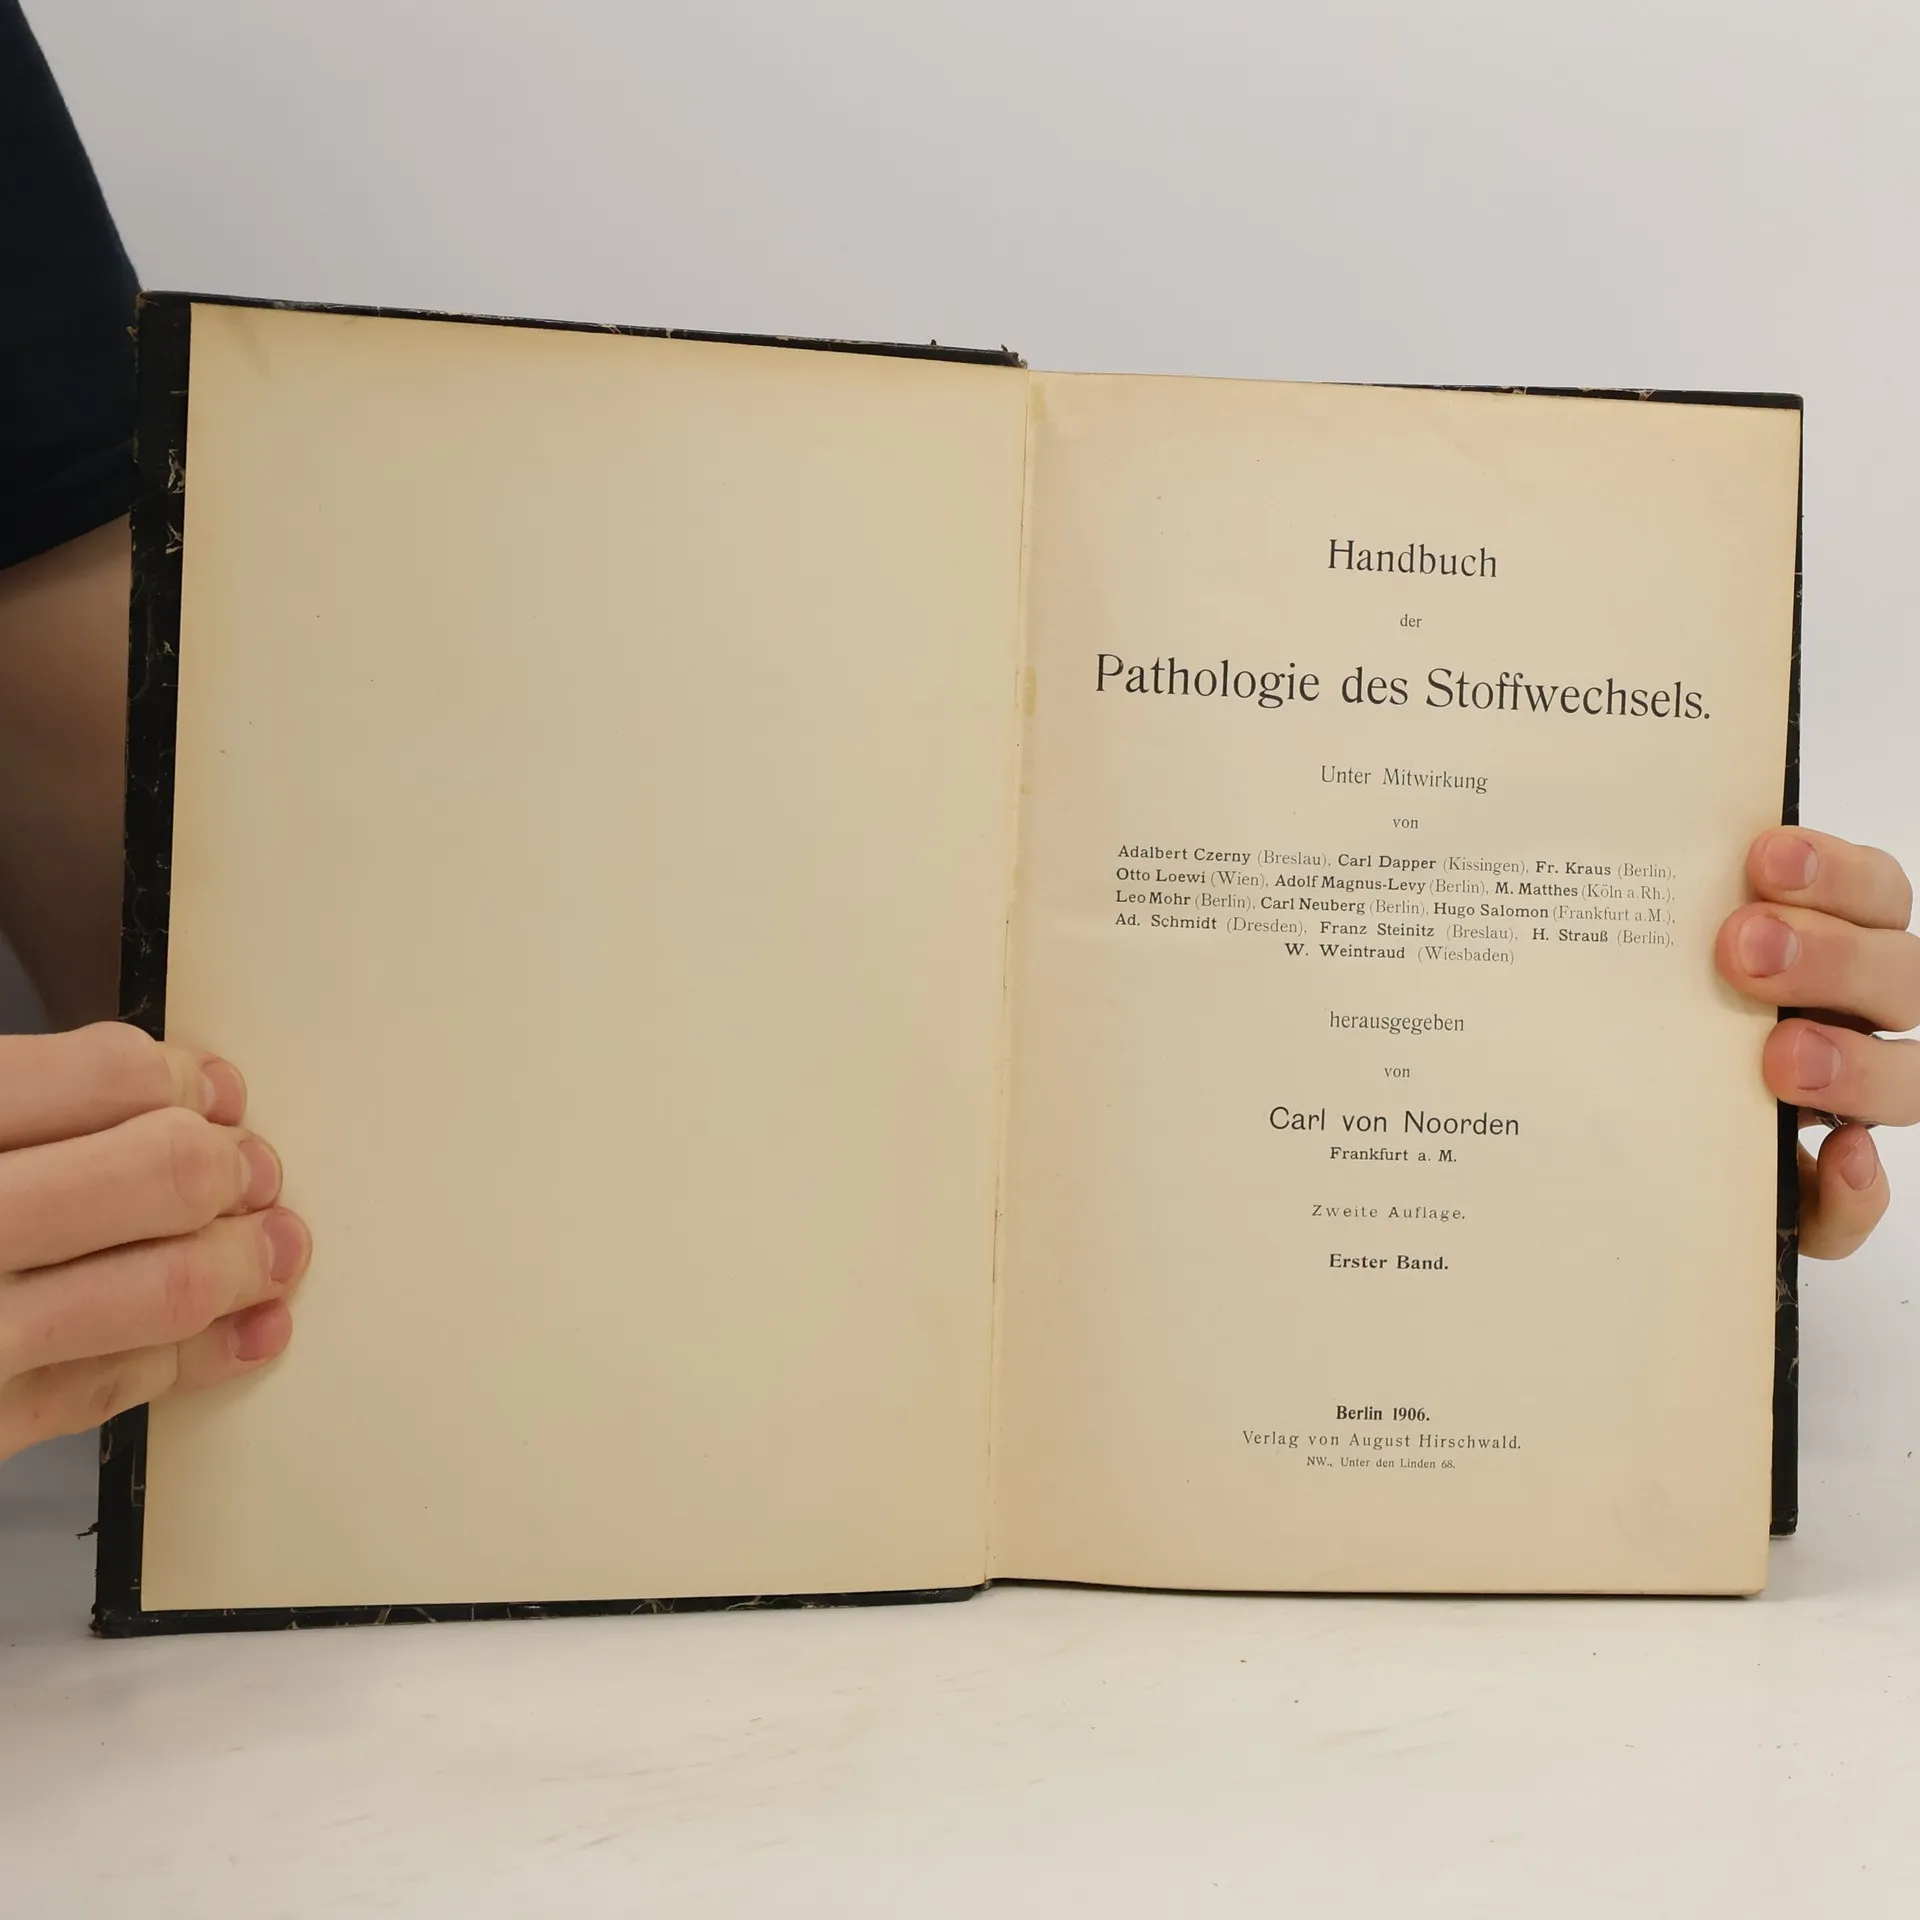 Handbuch
der
Pathologie des Stoffwechsels.
Unter Mitwirkung
von
Adalbert Czerny (Breslau), Carl Dapper (Kissingen), Fr. Kraus (Berlin),
Otto Loewi (Wien), Adolf Magnus-Levy (Berlin), M. Matthes (Köln a.Rh.),
Leo Mohr (Berlin), Carl Neuberg (Berlin), Hugo Salomon (Frankfurt a.M.),
Ad. Schmidt (Dresden), Franz Steinitz (Breslau), H. Strauß (Berlin),
W. Weintraud (Wiesbaden)
herausgegeben
von
Carl von Noorden
Frankfurt a. M.
Zweite Auflage.
Erster Band.
Berlin 1906.
Verlag von August Hirschwald.
NW., Unter den Linden 68.